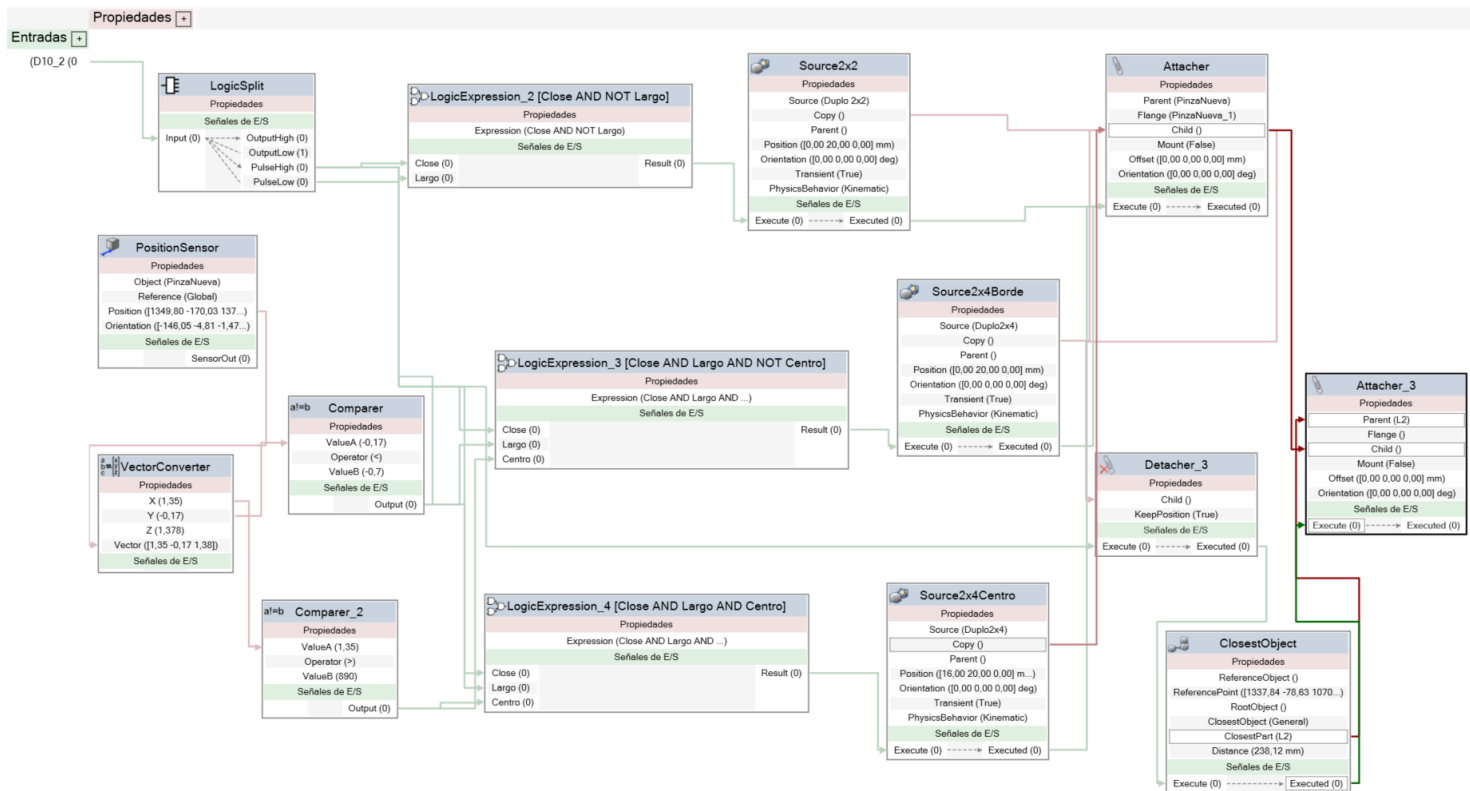 Propiedades +
Entradas +
(D10_2 (0
LogicSplit
Propiedades
Señales de E/S
Input (0)
OutputHigh (0)
OutputLow (1)
PulseHigh (0)
PulseLow (0)
LogicExpression_2 [Close AND NOT Largo]
Propiedades
Expression (Close AND NOT Largo)
Señales de E/S
Close (0)
Result (0)
Largo (0)
Source2x2
Propiedades
Source (Duplo 2x2)
Copy ()
Parent ()
Position ([0,00 20,00 0,00] mm)
Orientation ([0,00 0,00 0,00] deg)
Transient (True)
PhysicsBehavior (Kinematic)
Señales de E/S
Execute (0)
Executed (0)
Attacher
Propiedades
Parent (PinzaNueva)
Flange (PinzaNueva_1)
Child ()
Mount (False)
Offset ([0,00 0,00 0,00] mm)
Orientation ([0,00 0,00 0,00] deg)
Señales de E/S
Execute (0)
Executed (0)
PositionSensor
Propiedades
Object (PinzaNueva)
Reference (Global)
Position ([1349,80 -170,03 137...)
Orientation ([-146,05 -4,81 -1,47...)
Señales de E/S
SensorOut (0)
Source2x4Borde
Propiedades
Source (Duplo2x4)
Copy ()
Parent ()
Position ([0,00 20,00 0,00] mm)
Orientation ([0,00 0,00 0,00] deg)
Transient (True)
PhysicsBehavior (Kinematic)
Señales de E/S
Execute (0)
Executed (0)
LogicExpression_3 [Close AND Largo AND NOT Centro]
Propiedades
Expression (Close AND Largo AND ...)
Señales de E/S
Close (0)
Result (0)
Largo (0)
Centro (0)
Attacher_3
Propiedades
Parent (L2)
Flange ()
Child ()
Mount (False)
Offset ([0,00 0,00 0,00] mm)
Orientation ([0,00 0,00 0,00] deg)
Señales de E/S
Execute (0)
Executed (0)
a!=b Comparer
Propiedades
ValueA (-0,17)
Operator (<)
ValueB (-0,7)
Señales de E/S
Output (0)
VectorConverter
Propiedades
X (1,35)
Y (-0,17)
Z (1,378)
Vector ([1,35 -0,17 1,38])
Señales de E/S
Detacher_3
Propiedades
Child ()
KeepPosition (True)
Señales de E/S
Execute (0)
Executed (0)
a!=b Comparer_2
Propiedades
ValueA (1,35)
Operator (>)
ValueB (890)
Señales de E/S
Output (0)
LogicExpression_4 [Close AND Largo AND Centro]
Propiedades
Expression (Close AND Largo AND ...)
Señales de E/S
Close (0)
Result (0)
Largo (0)
Centro (0)
Source2x4Centro
Propiedades
Source (Duplo2x4)
Copy ()
Parent ()
Position ([16,00 20,00 0,00] m...)
Orientation ([0,00 0,00 0,00] deg)
Transient (True)
PhysicsBehavior (Kinematic)
Señales de E/S
Execute (0)
Executed (0)
ClosestObject
Propiedades
ReferenceObject ()
ReferencePoint ([1337,84 -78,63 1070...)
RootObject ()
ClosestObject (General)
ClosestPart (L2)
Distance (238,12 mm)
Señales de E/S
Execute (0)
Executed (0)